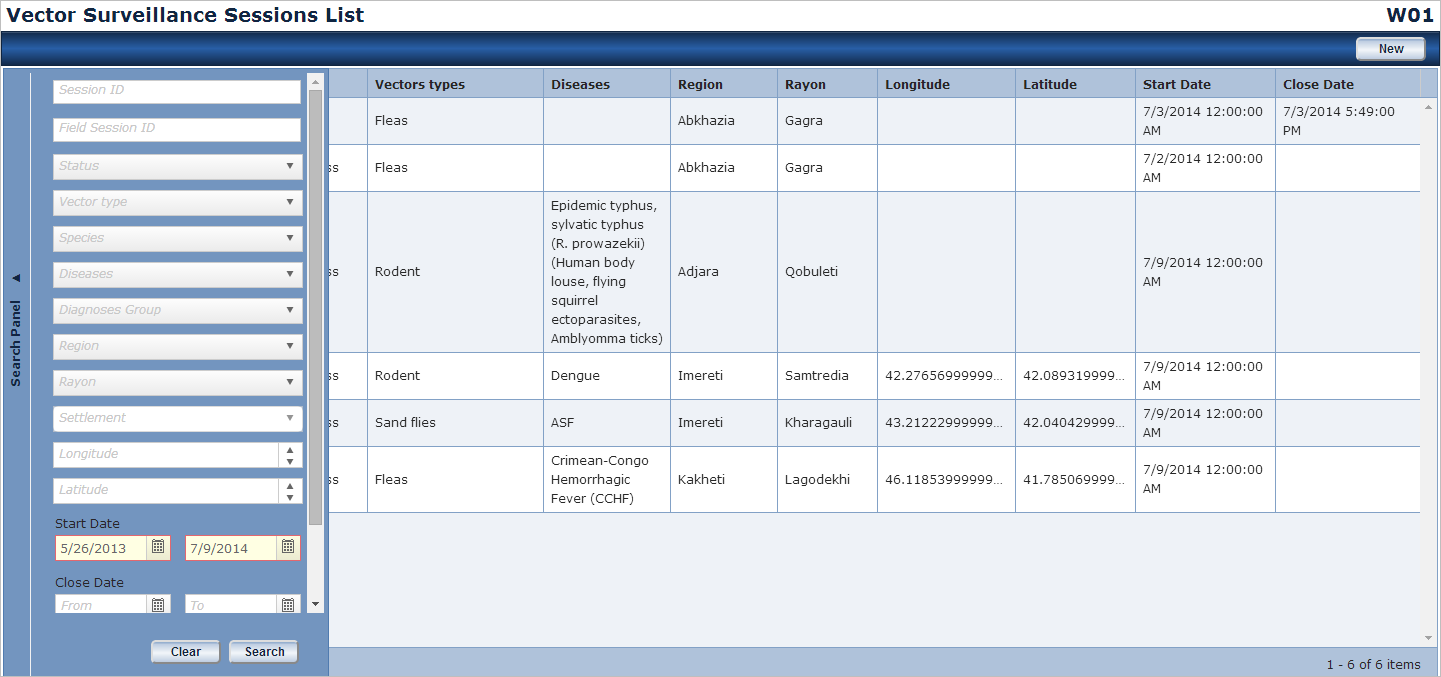 Vector Surveillance Sessions List
W01
New
Search Panel
Session ID
Field Session ID
Status
Vector type
Species
Diseases
Diagnoses Group
Region
Rayon
Settlement
Longitude
Latitude
Start Date
5/26/2013 7/9/2014
Close Date
From To
Clear Search
Vectors types Diseases Region Rayon Longitude Latitude Start Date Close Date
Fleas Abkhazia Gagra 7/3/2014 12:00:00 7/3/2014 5:49:00
AM PM
ss Fleas Abkhazia Gagra 7/2/2014 12:00:00
AM
Epidemic typhus,
sylvatic typhus
(R. prowazekii)
(Human body
louse, flying
squirrel
ectoparasites,
Amblyomma ticks)
ss Rodent Adjara Qobuleti 7/9/2014 12:00:00
AM
ss Rodent Dengue Imereti Samtredia 42.27656999999... 42.089319999... 7/9/2014 12:00:00
AM
ss Sand flies ASF Imereti Kharagauli 43.21222999999... 42.040429999... 7/9/2014 12:00:00
AM
Crimean-Congo
Hemorrhagic
Fever (CCHF)
ss Fleas Kakheti Lagodekhi 46.11853999999... 41.785069999... 7/9/2014 12:00:00
AM
1 - 6 of 6 items